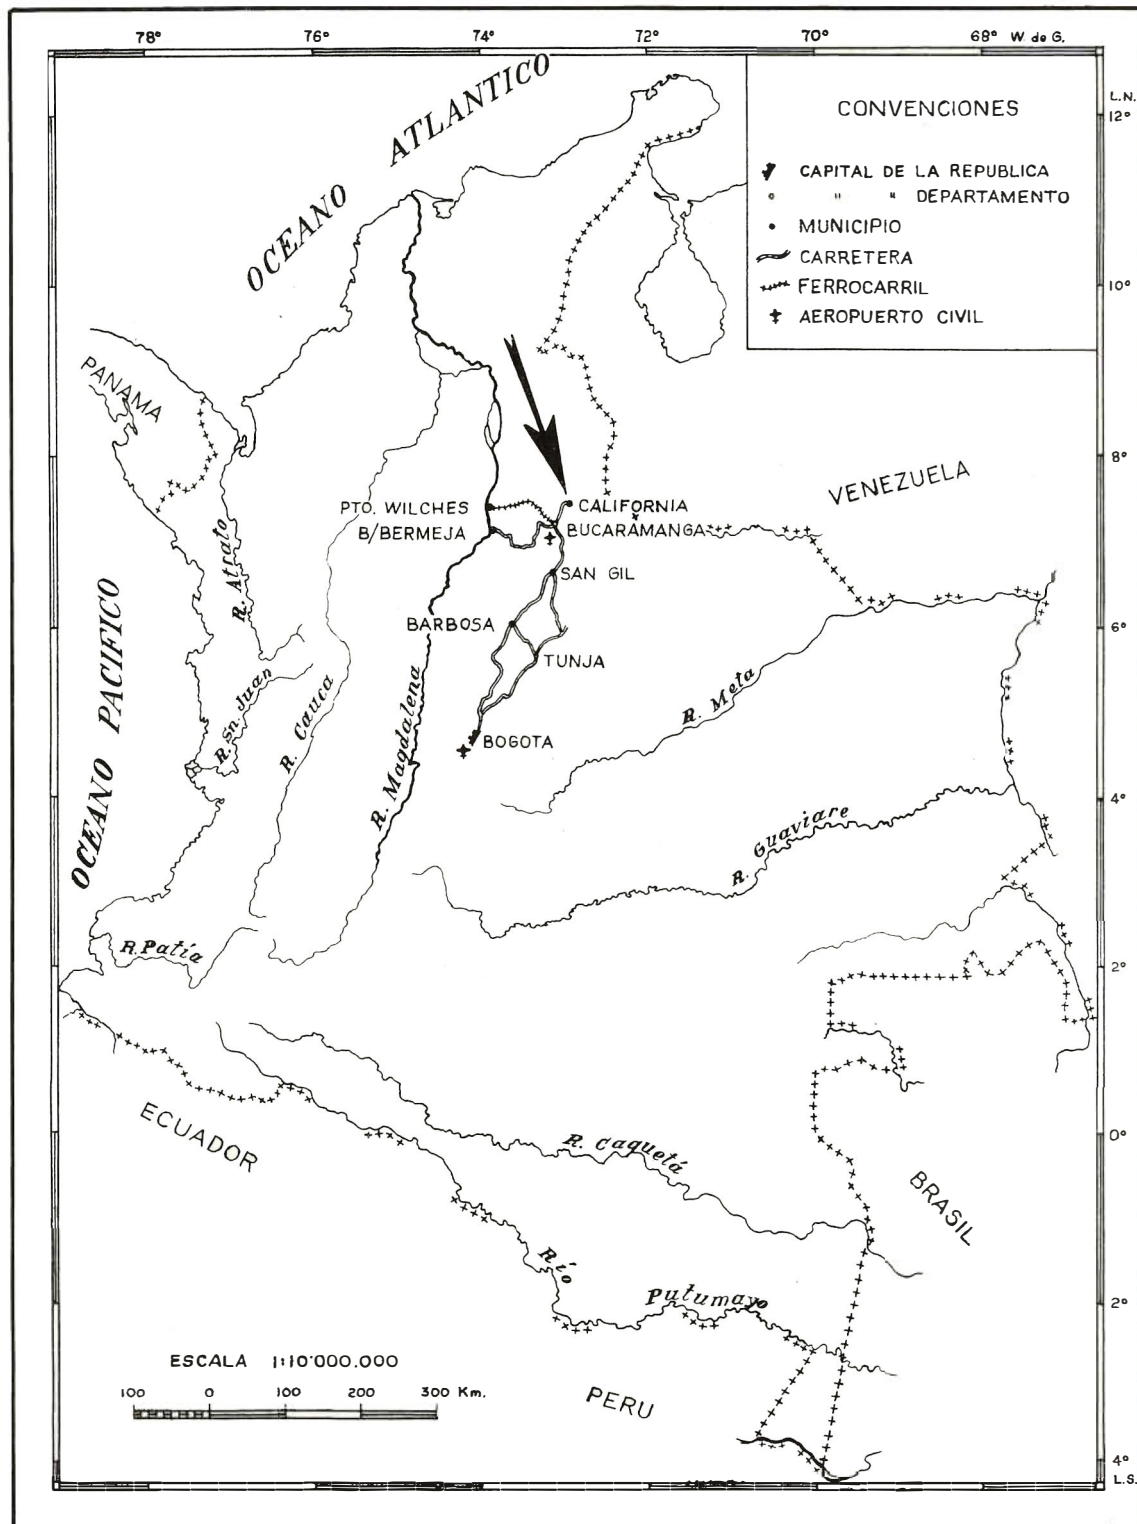 78° 76° 74° 72° 70° 68° W. de G.
L.N.
12°
10°
8°
6°
4°
2°
0°
2°
4°
L.S.
CONVENCIONES
CAPITAL DE LA REPUBLICA
" " DEPARTAMENTO
MUNICIPIO
CARRETERA
FERROCARRIL
AEROPUERTO CIVIL
OCEANO ATLANTICO
PANAMA
VENEZUELA
PTO. WILCHES
CALIFORNIA
B/BERMEJA
BUCARAMANGA
SAN GIL
BARBOSA
TUNJA
BOGOTA
OCEANO PACIFICO
R. Atrato
R. Sn. Juan
R. Cauca
R. Magdalena
R. Meta
R. Guaviare
R. Patía
ECUADOR
R. Caquetá
BRASIL
Río Putumayo
PERU
ESCALA 1:10'000.000
100 0 100 200 300 Km.